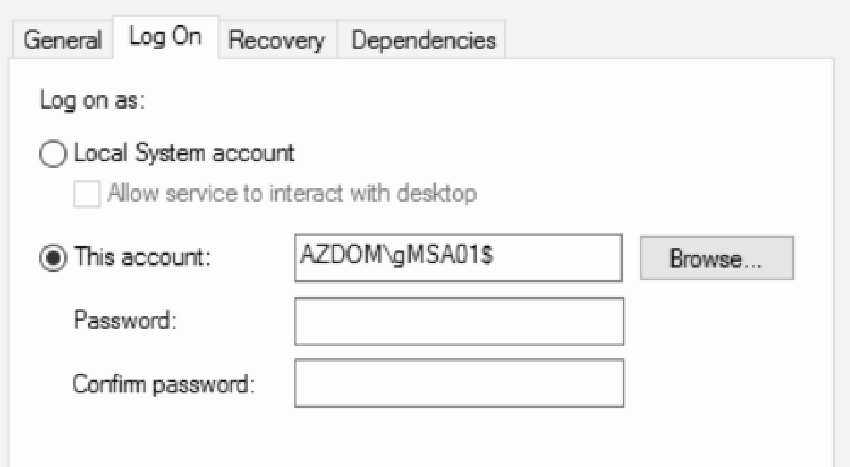 General Log On Recovery Dependencies
Log on as:
Local System account
Allow service to interact with desktop
This account: AZDOM\gMSA01$ Browse...
Password:
Confirm password: